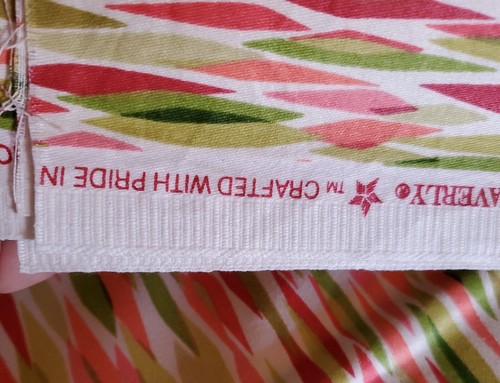 AVERLY® ™ CRAFTED WITH PRIDE IN